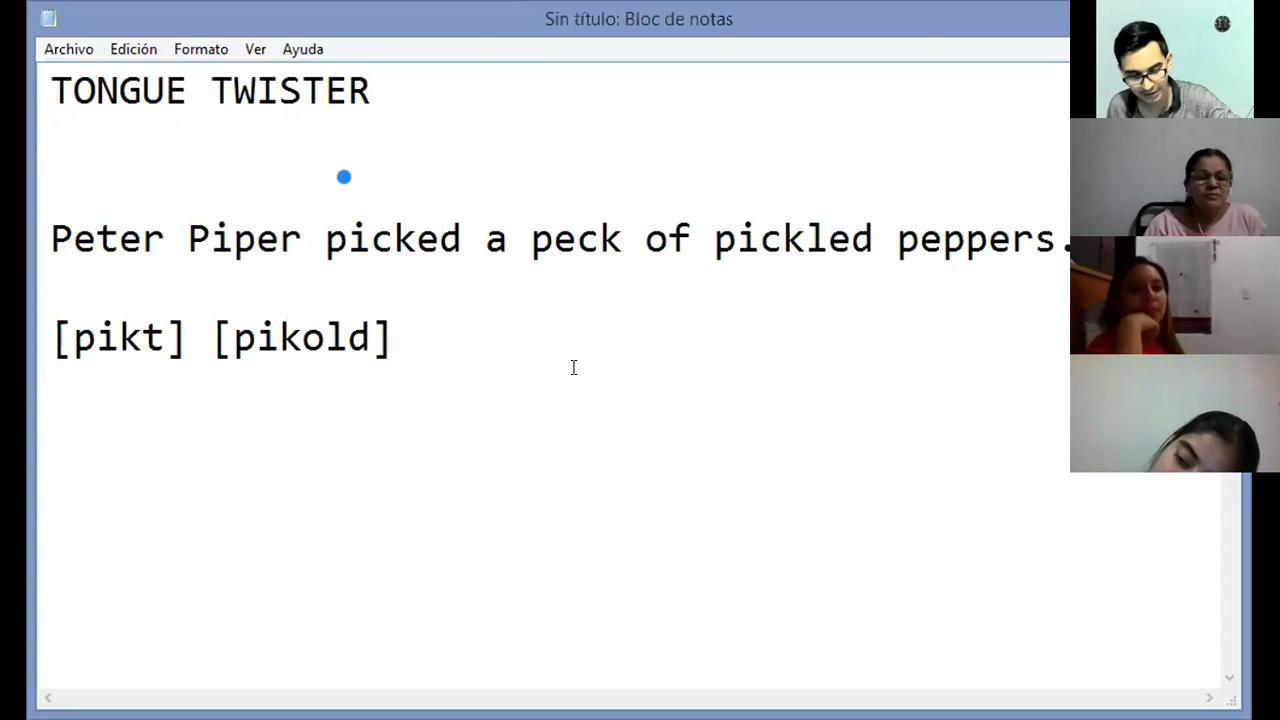 Sin título: Bloc de notas
Archivo Edición Formato Ver Ayuda
TONGUE TWISTER
Peter Piper picked a peck of pickled peppers.
[pikt] [pikold]